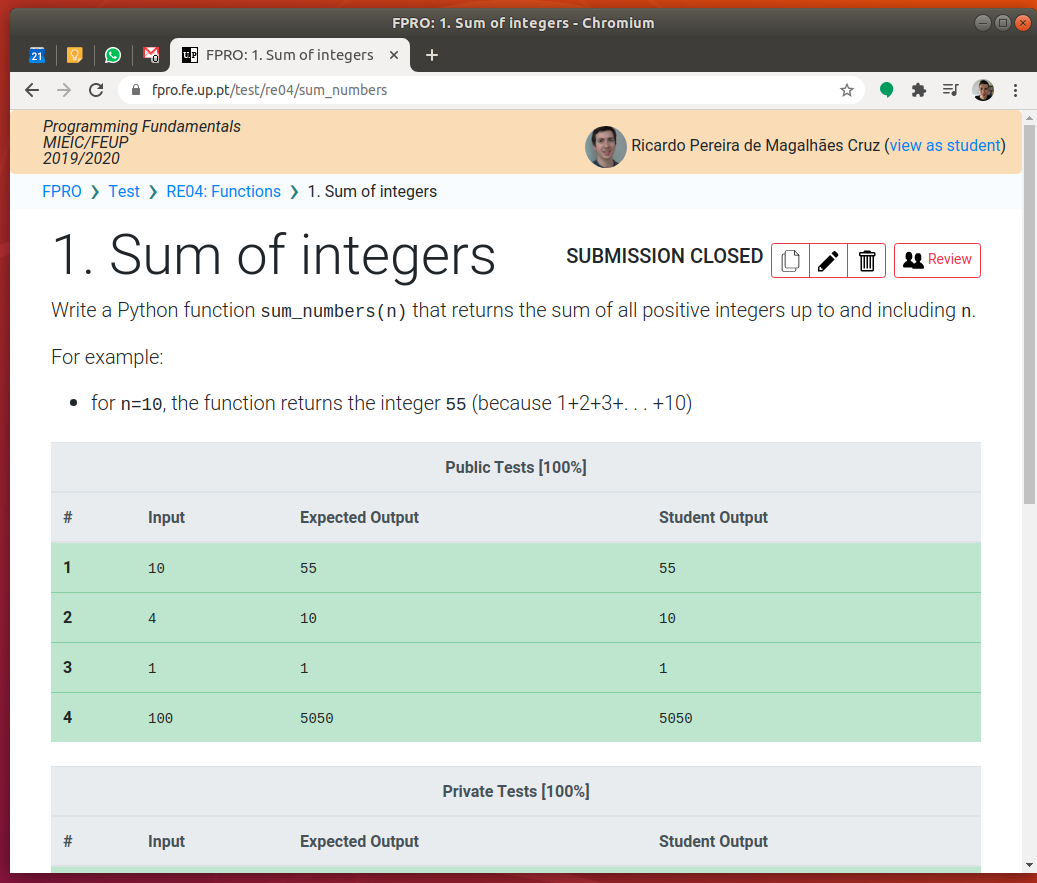 FPRO: 1. Sum of integers - Chromium
21
0
UP
FPRO: 1. Sum of integers
fpro.fe.up.pt/test/re04/sum_numbers
Programming Fundamentals
MIEIC/FEUP
2019/2020
Ricardo Pereira de Magalhães Cruz (view as student)
FPRO ❯ Test ❯ RE04: Functions ❯ 1. Sum of integers
1. Sum of integers
SUBMISSION CLOSED
Review
Write a Python function sum_numbers(n) that returns the sum of all positive integers up to and including n.
For example:
• for n=10, the function returns the integer 55 (because 1+2+3+. . . +10)
Public Tests [100%]
# Input Expected Output Student Output
1 10 55 55
2 4 10 10
3 1 1 1
4 100 5050 5050
Private Tests [100%]
# Input Expected Output Student Output